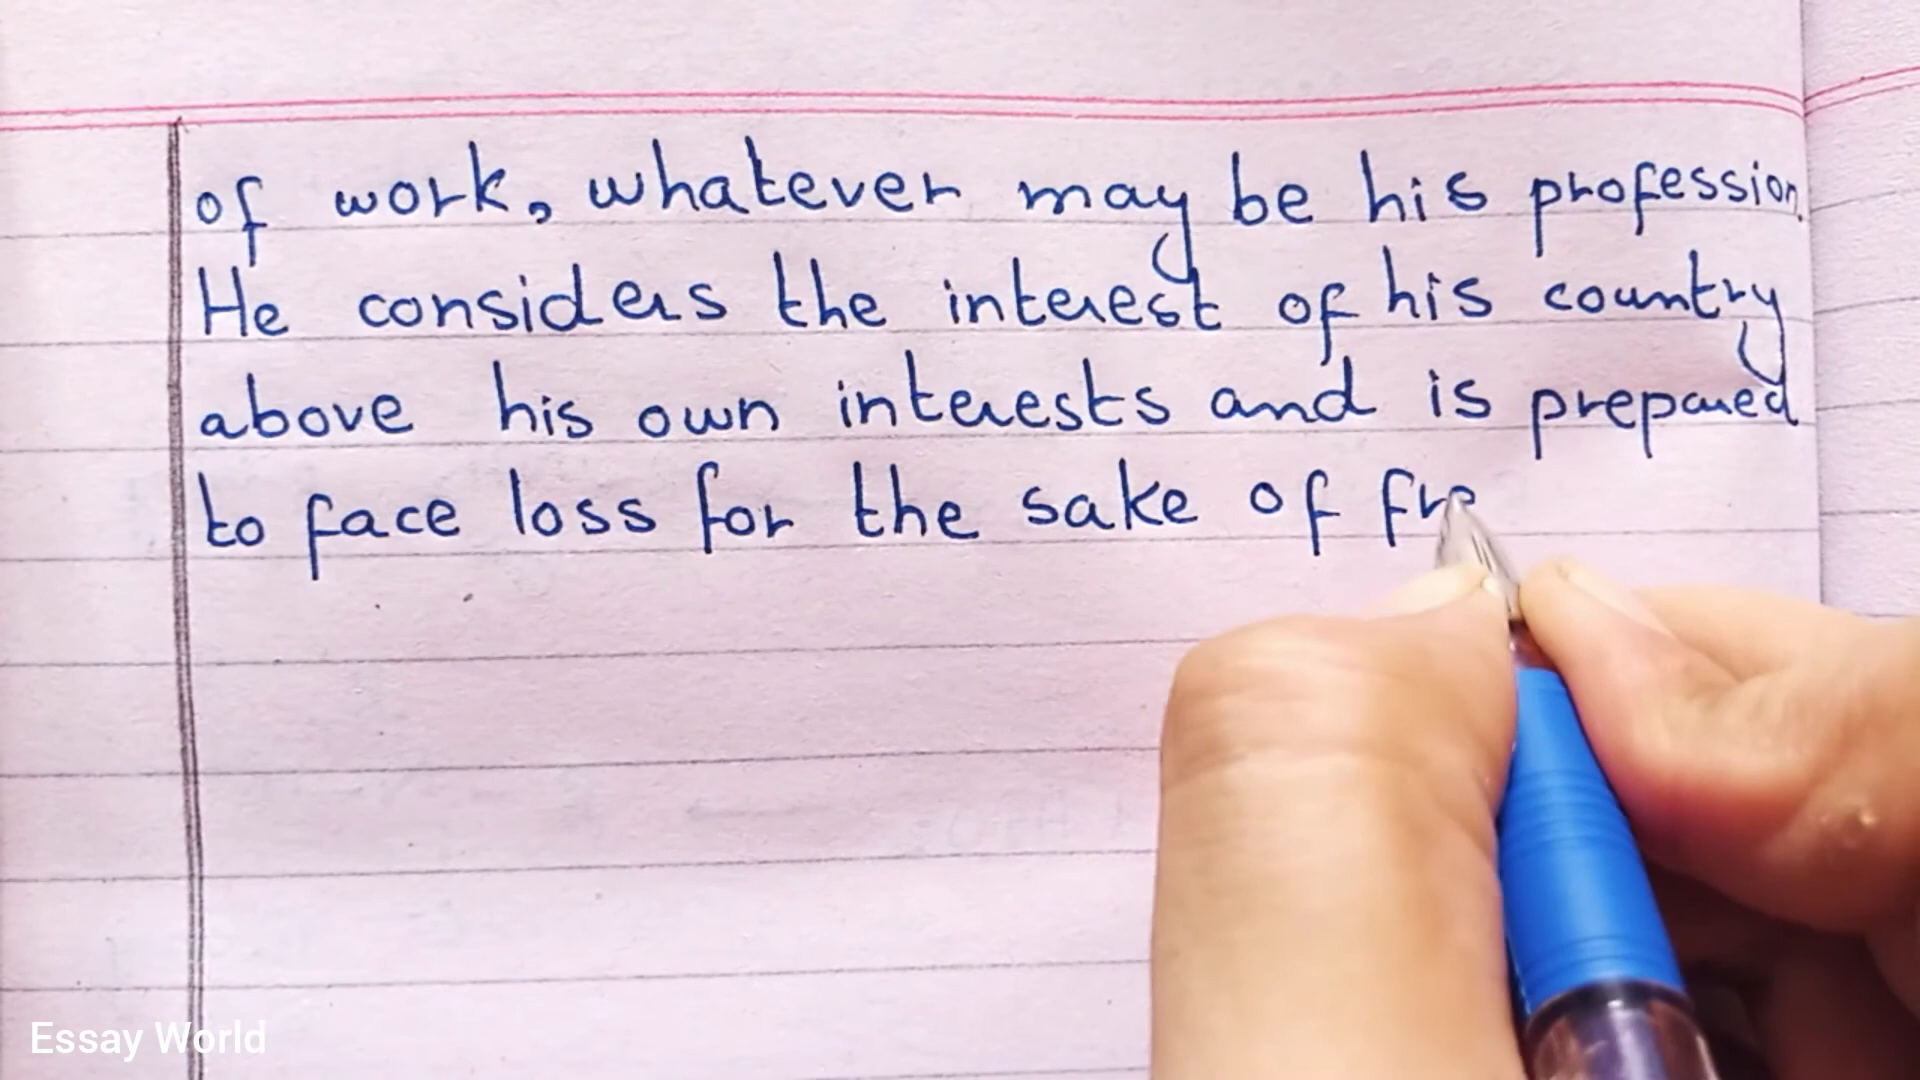 of work, whatever may be his profession.
He considers the interest of his country
above his own interests and is prepared
to face loss for the sake of fre
Essay World